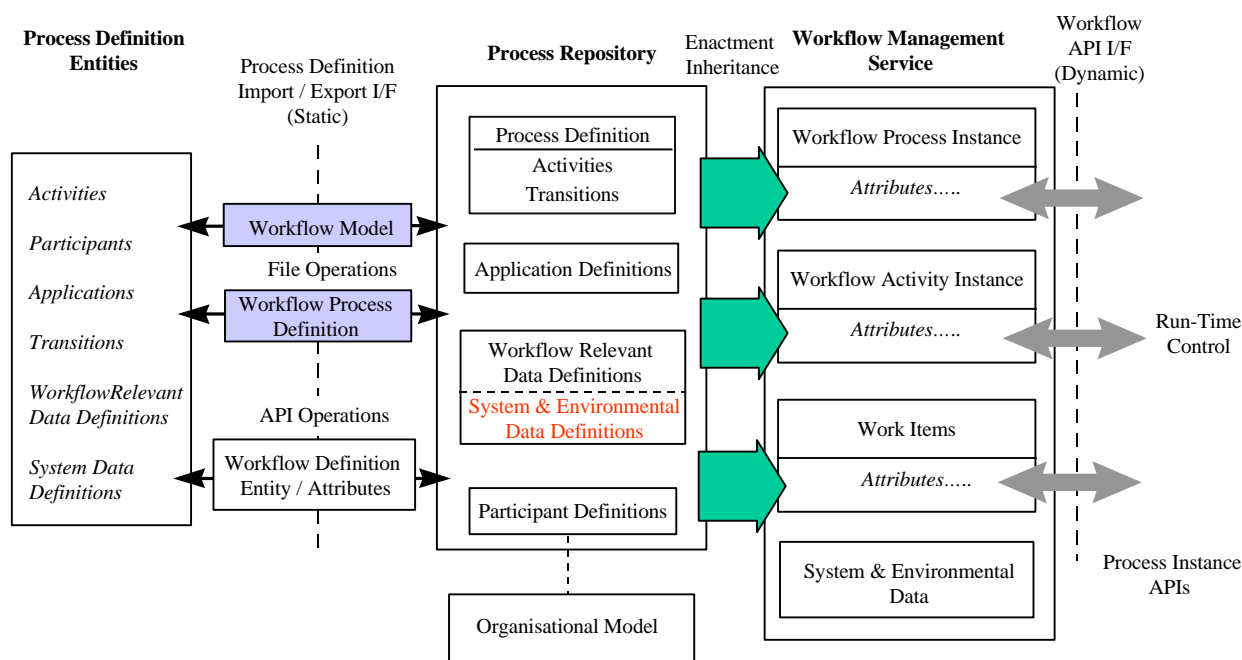 Process Definition
Entities
Process Definition
Import / Export I/F
(Static)
Process Repository
Enactment
Inheritance
Workflow Management
Service
Workflow
API I/F
(Dynamic)
Activities
Participants
Applications
Transitions
WorkflowRelevant
Data Definitions
System Data
Definitions
Workflow Model
File Operations
Workflow Process
Definition
API Operations
Workflow Definition
Entity / Attributes
Process Definition
Activities
Transitions
Application Definitions
Workflow Relevant
Data Definitions
System & Environmental
Data Definitions
Participant Definitions
Organisational Model
Workflow Process Instance
Attributes.....
Workflow Activity Instance
Attributes.....
Work Items
Attributes.....
System & Environmental
Data
Run-Time
Control
Process Instance
APIs